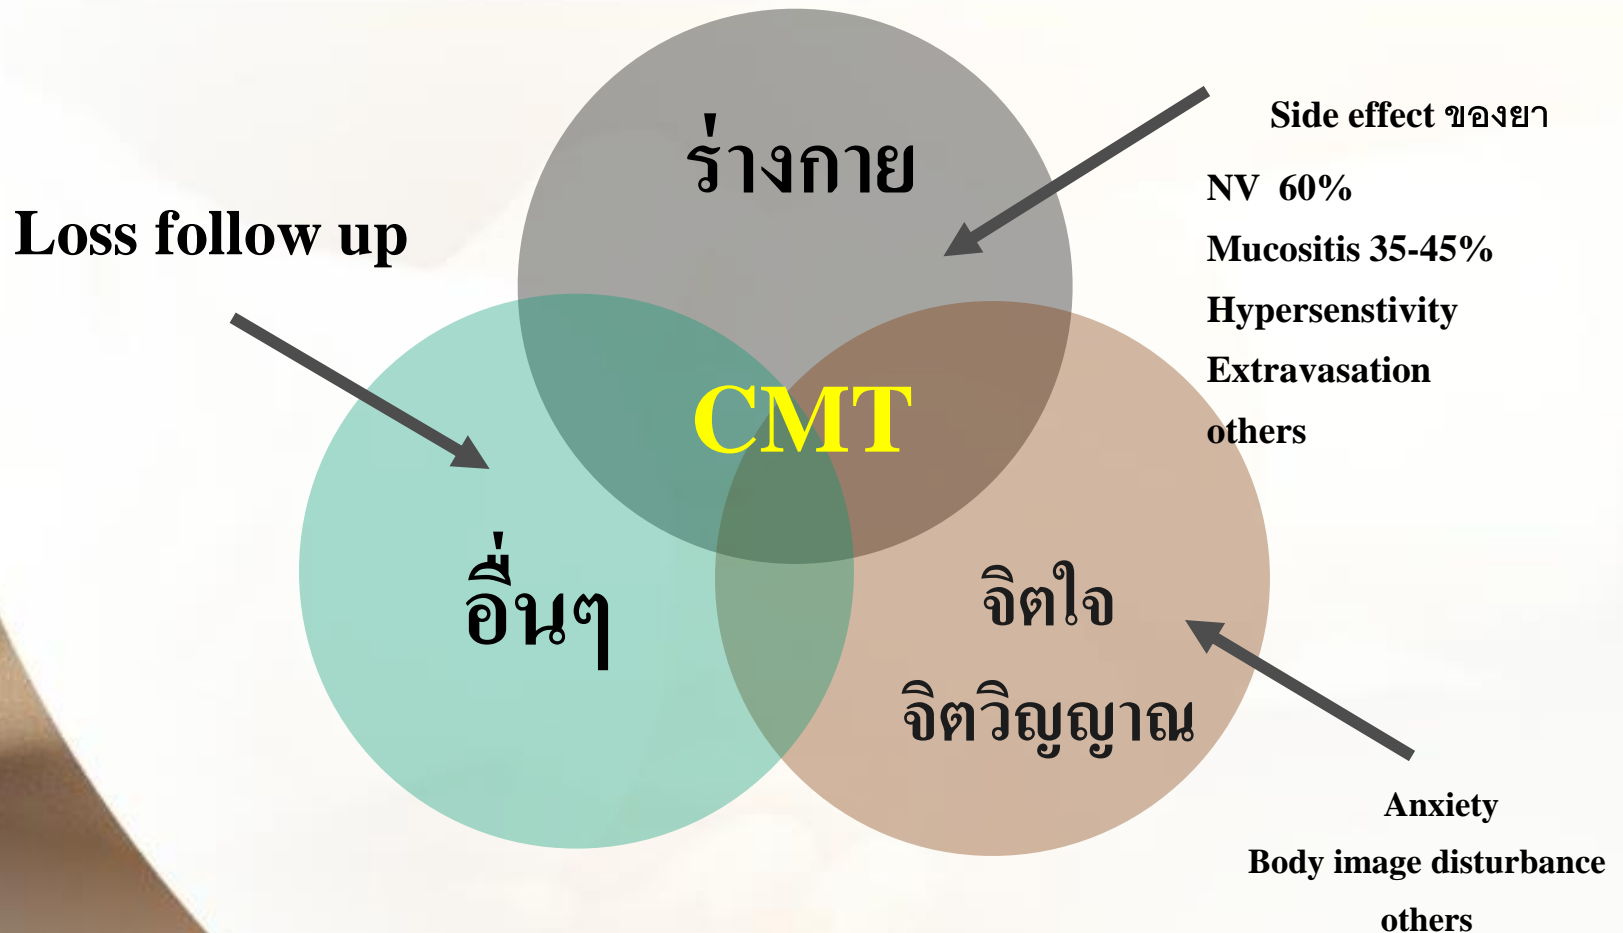 ร่างกาย
Side effect ของยา
NV 60%
Mucositis 35-45%
Hypersenstivity
Extravasation
others
Loss follow up
CMT
อื่นๆ
จิตใจ
จิตวิญญาณ
Anxiety
Body image disturbance
others